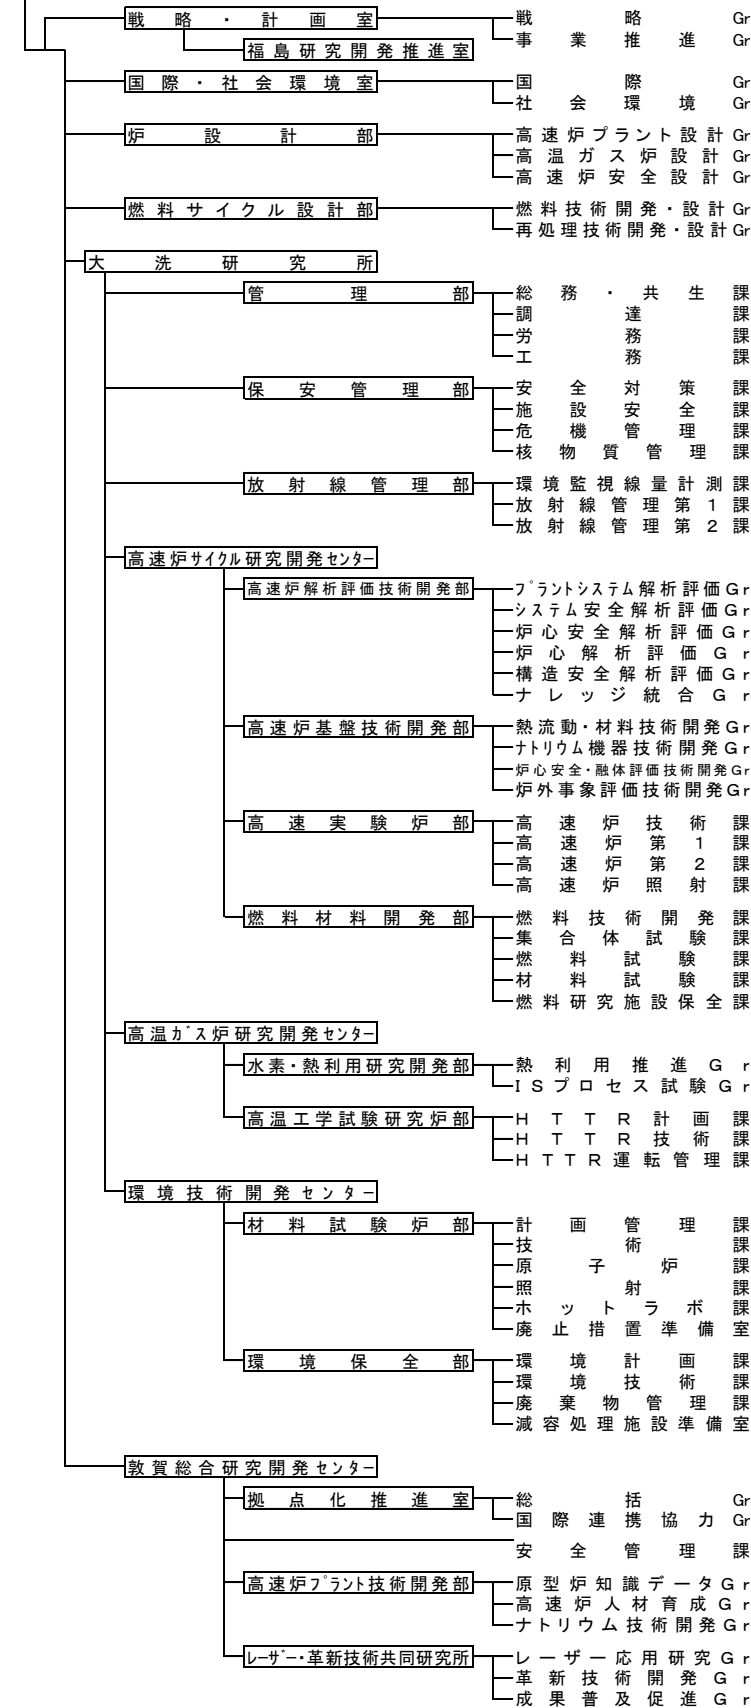 戦略・計画室
戦略Gr
事業推進Gr
福島研究開発推進室
国際・社会環境室
国際Gr
社会環境Gr
炉設計部
高速炉プラント設計Gr
高温ガス炉設計Gr
高速炉安全設計Gr
燃料サイクル設計部
燃料技術開発・設計Gr
再処理技術開発・設計Gr
大洗研究所
管理部
総務・共生課
調達課
労務課
工務課
保安管理部
安全対策課
施設安全課
危機管理課
核物質管理課
放射線管理部
環境監視線量計測課
放射線管理第1課
放射線管理第2課
高速炉サイクル研究開発センター
高速炉解析評価技術開発部
プラントシステム解析評価Gr
システム安全解析評価Gr
炉心安全解析評価Gr
炉心解析評価Gr
構造安全解析評価Gr
ナレッジ統合Gr
高速炉基盤技術開発部
熱流動・材料技術開発Gr
ナトリウム機器技術開発Gr
炉心安全・融体評価技術開発Gr
炉外事象評価技術開発Gr
高速実験炉部
高速炉技術課
高速炉第1課
高速炉第2課
高速炉照射課
燃料材料開発部
燃料技術開発課
集合体試験課
燃料試験課
材料試験課
燃料研究施設保全課
高温ガス炉研究開発センター
水素・熱利用研究開発部
熱利用推進Gr
ISプロセス試験Gr
高温工学試験研究炉部
HTTR計画課
HTTR技術課
HTTR運転管理課
環境技術開発センター
材料試験炉部
計画管理課
技術課
原子炉課
照射課
ホットラボ課
廃止措置準備室
環境保全部
環境計画課
環境技術課
廃棄物管理課
減容処理施設準備室
敦賀総合研究開発センター
拠点化推進室
総括Gr
国際連携協力Gr
安全管理課
高速炉プラント技術開発部
原型炉知識データGr
高速炉人材育成Gr
ナトリウム技術開発Gr
レーザー・革新技術共同研究所
レーザー応用研究Gr
革新技術開発Gr
成果普及促進Gr